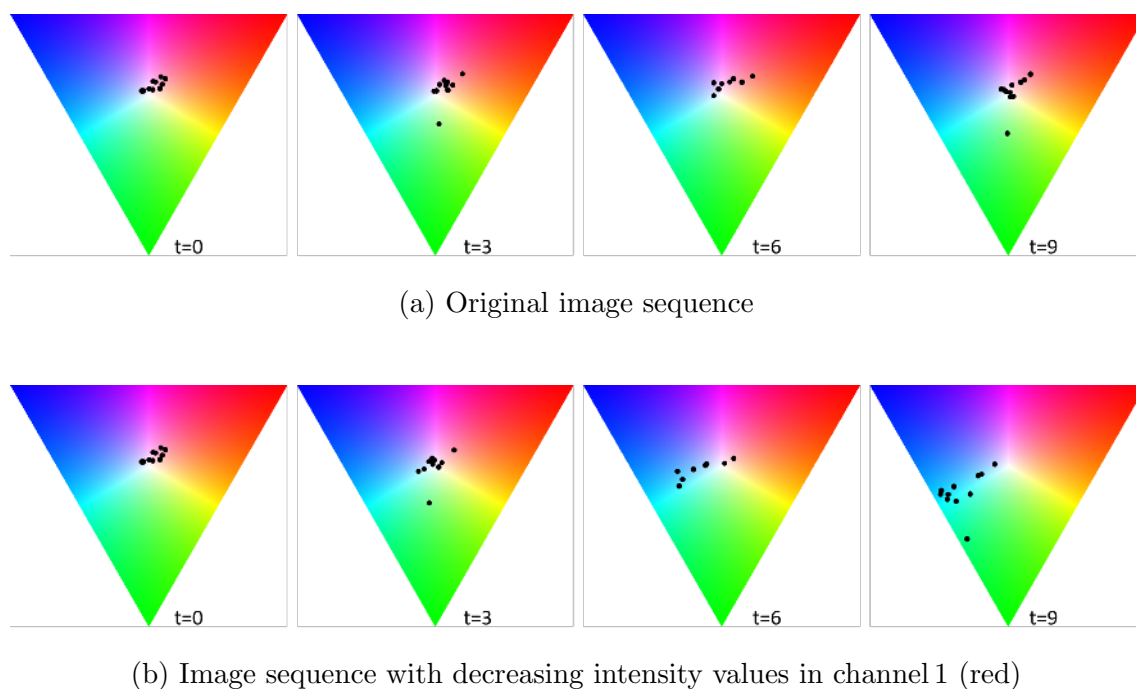 t=0
t=3
t=6
t=9
(a) Original image sequence
t=0
t=3
t=6
t=9
(b) Image sequence with decreasing intensity values in channel 1 (red)